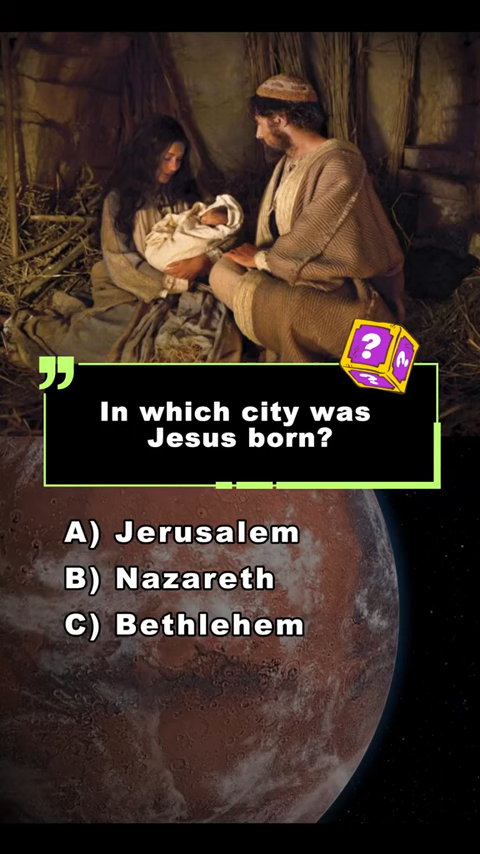 In which city was
Jesus born?
A) Jerusalem
B) Nazareth
C) Bethlehem